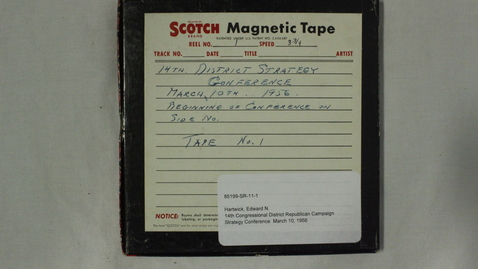 SCOTCH BRAND Magnetic Tape
REEL NO. 1 SPEED 3-3/4
TRACK NO. DATE TITLE ARTIST
14TH DISTRICT STRATEGY
CONFERENCE
MARCH 10TH. 1956.
BEGINNING OF CONFERENCE ON
SIDE NO.
TAPE NO. 1
85199-SR-11-1
Hartwick, Edward N.
14th Congressional District Republican Campaign
Strategy Conference March 10, 1956
NOTICE: